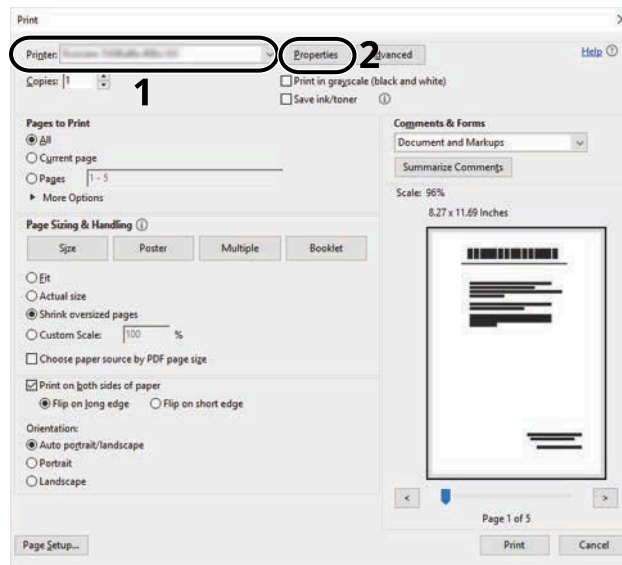 Print
Printer:
Properties
2
Advanced
Help
Copies: 1
1
Print in grayscale (black and white)
Save ink/toner
Pages to Print
All
Current page
Pages 1 - 5
More Options
Comments & Forms
Document and Markups
Summarize Comments
Scale: 96%
8.27 x 11.69 Inches
Page Sizing & Handling
Size Poster Multiple Booklet
Fit
Actual size
Shrink oversized pages
Custom Scale: 100 %
Choose paper source by PDF page size
Print on both sides of paper
Flip on long edge Flip on short edge
Orientation:
Auto portrait/landscape
Portrait
Landscape
< >
Page 1 of 5
Page Setup...
Print Cancel